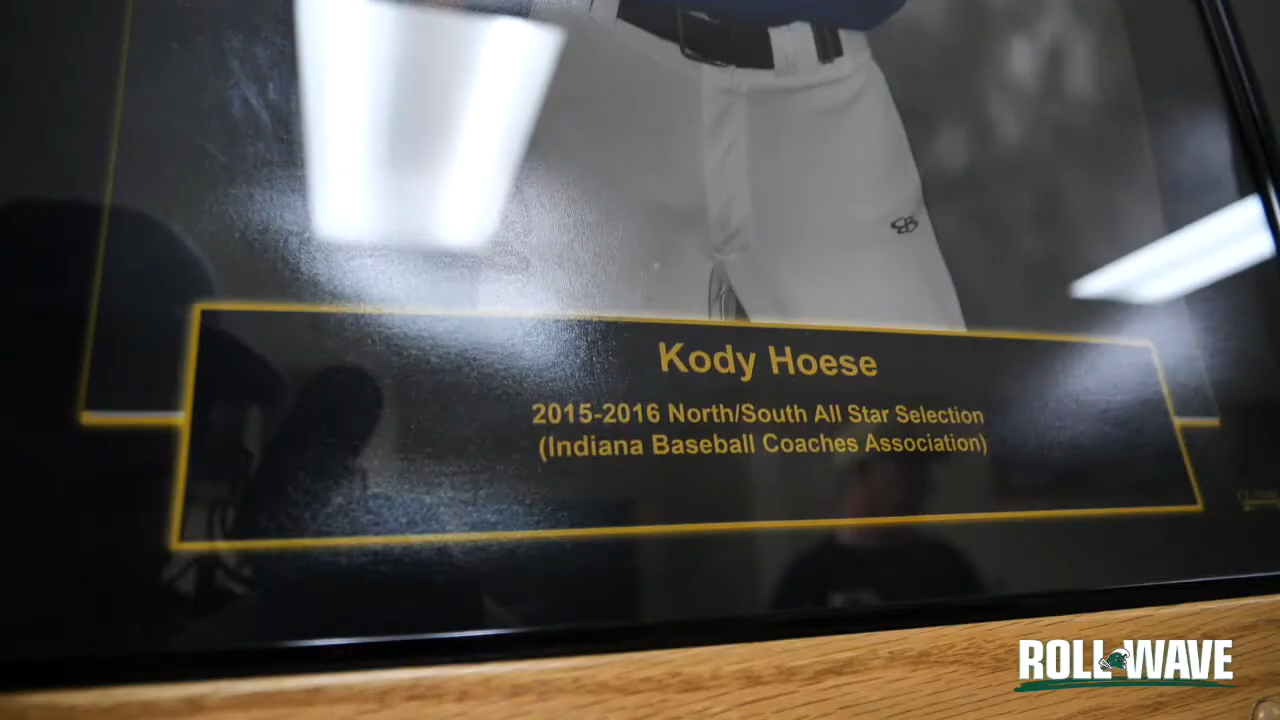 Kody Hoese
2015-2016 North/South All Star Selection
(Indiana Baseball Coaches Association)
ROLL WAVE